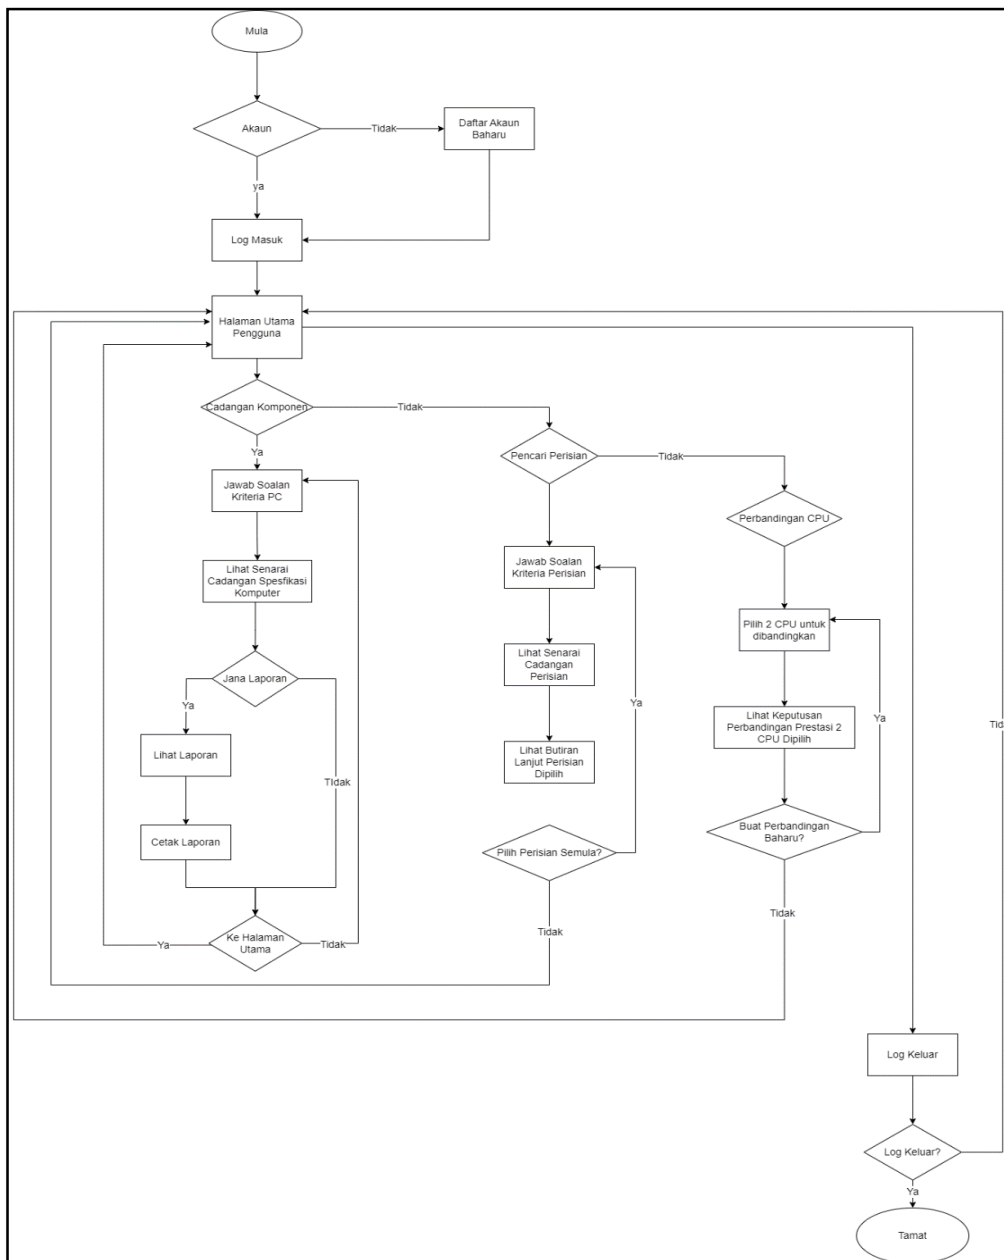 Mula
Akaun
Tidak
Daftar Akaun
Baharu
ya
Log Masuk
Halaman Utama
Pengguna
Cadangan Komponen
Tidak
Pencari Perisian
Tidak
Perbandingan CPU
Ya
Jawab Soalan
Kriteria PC
Lihat Senarai
Cadangan Spesfikasi
Komputer
Jana Laporan
Ya
Lihat Laporan
TIdak
Cetak Laporan
Ke Halaman
Utama
Ya
Tidak
Jawab Soalan
Kriteria Perisian
Lihat Senarai
Cadangan
Perisian
Ya
Lihat Butiran
Lanjut Perisian
Dipilih
Pilih Perisian Semula?
Tidak
Pilih 2 CPU untuk
dibandingkan
Lihat Keputusan
Perbandingan Prestasi 2
CPU Dipilih
Ya
Buat Perbandingan
Baharu?
Tidak
Tid
Log Keluar
Log Keluar?
Ya
Tamat